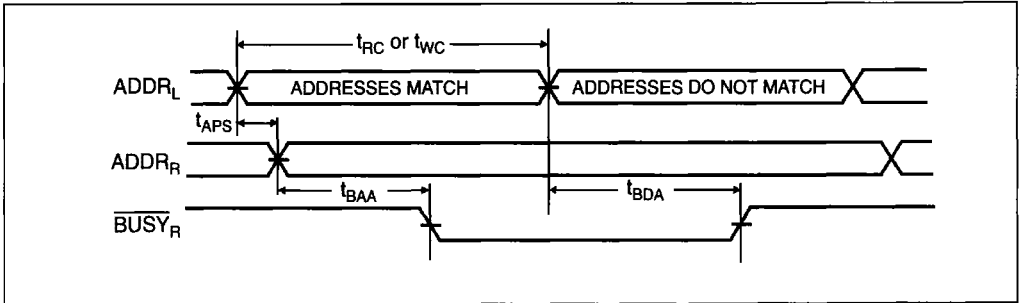 tRC or tWC
ADDRL ADDRESSES MATCH ADDRESSES DO NOT MATCH
tAPS
ADDRR
tBAA tBDA
BUSYR